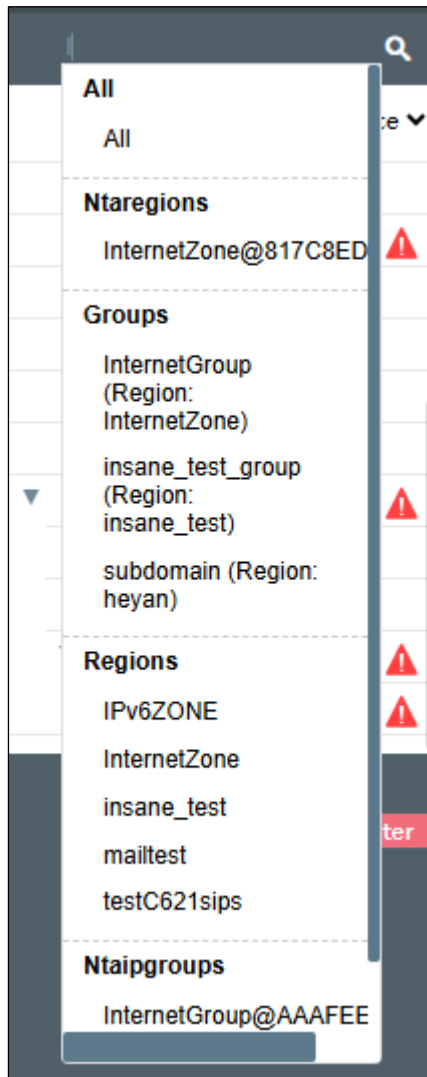 All
All
:e
Ntaregions
InternetZone@817C8ED
Groups
InternetGroup
(Region:
InternetZone)
insane_test_group
(Region:
insane_test)
subdomain (Region:
heyan)
Regions
IPv6ZONE
InternetZone
insane_test
mailtest
testC621sips
ter
Ntaipgroups
InternetGroup@AAAFEE